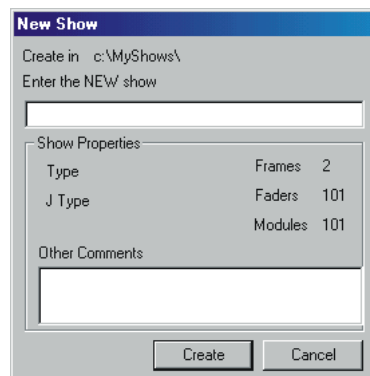 New Show
Create in c:\MyShows\
Enter the NEW show
Show Properties
Type
Frames 2
J Type
Faders 101
Modules 101
Other Comments
Create Cancel